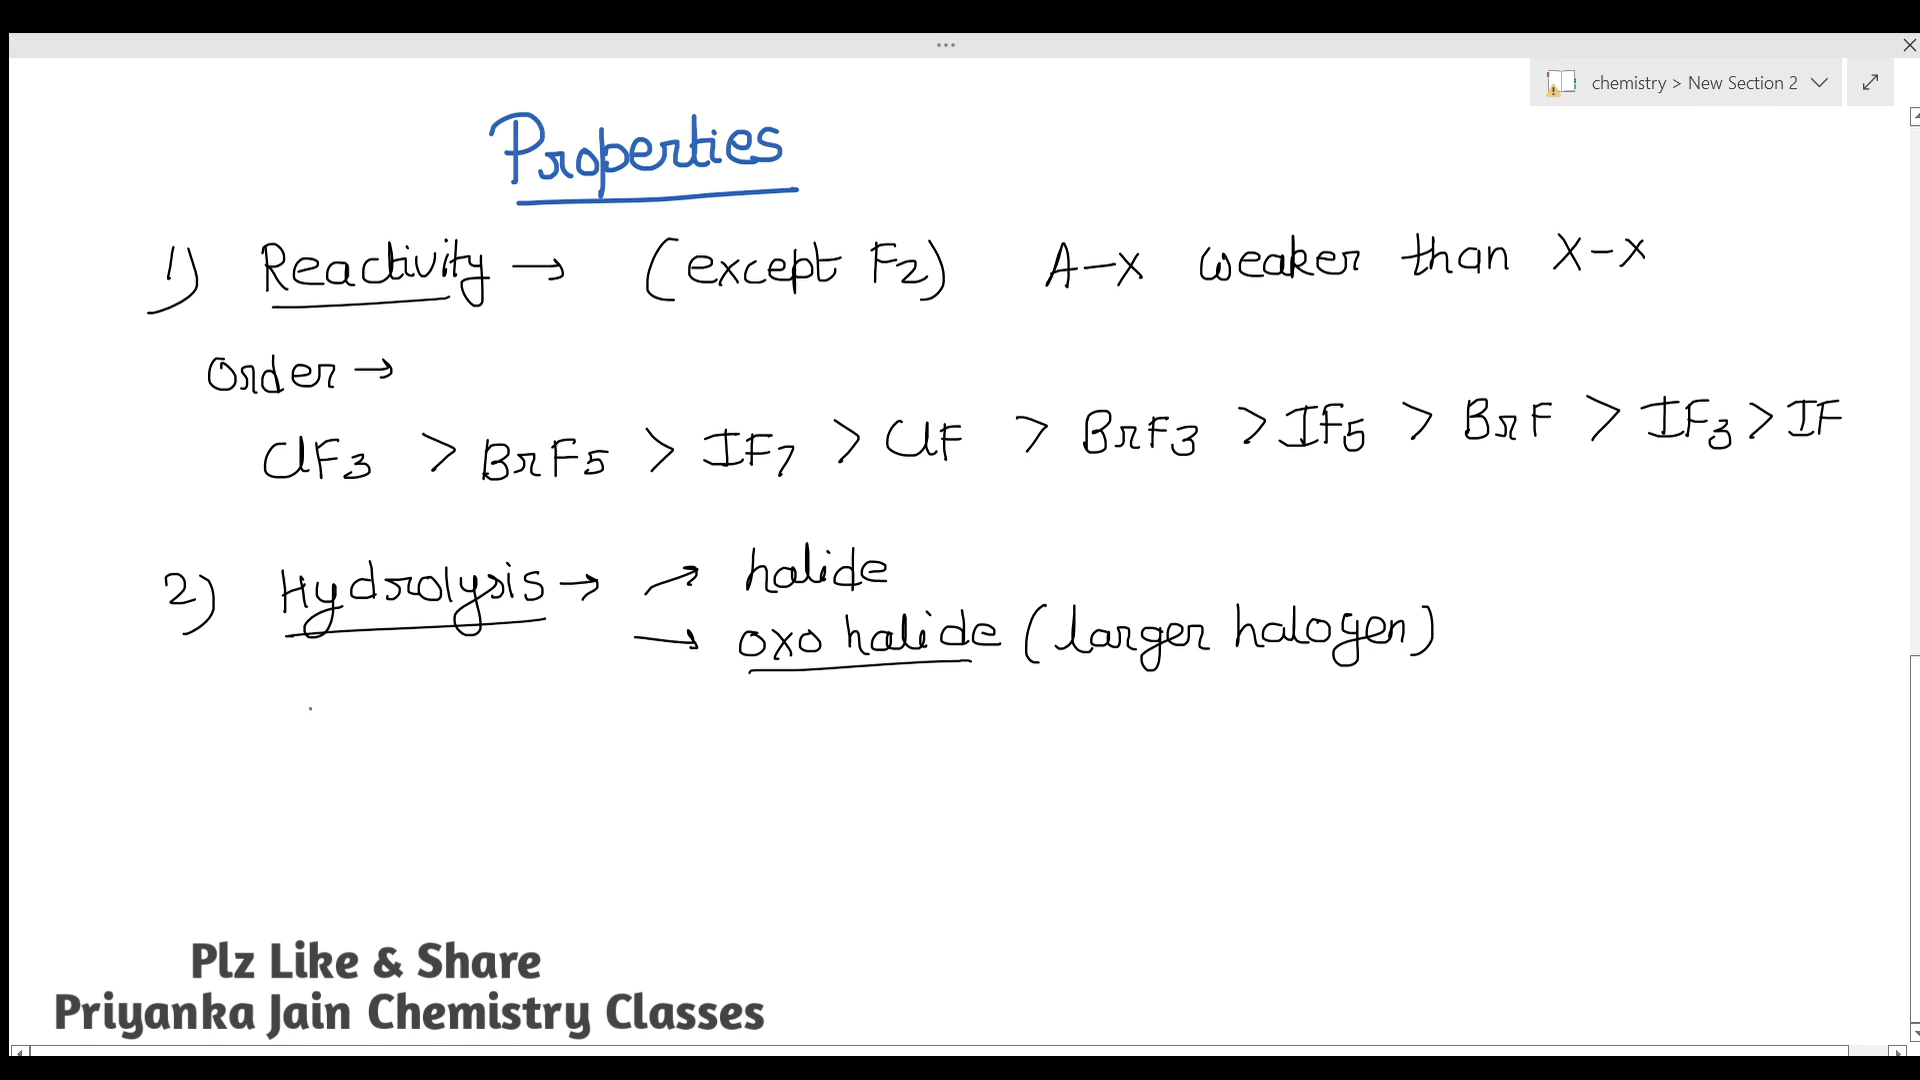 chemistry > New Section 2
Properties
1) Reactivity → (except F2) A-X weaker than X-X
Order →
ClF3 > BrF5 > IF7 > ClF > BrF3 > IF5 > BrF > IF3 > IF
2) Hydrolysis → → halide
→ oxo halide (larger halogen)
Plz Like & Share
Priyanka Jain Chemistry Classes